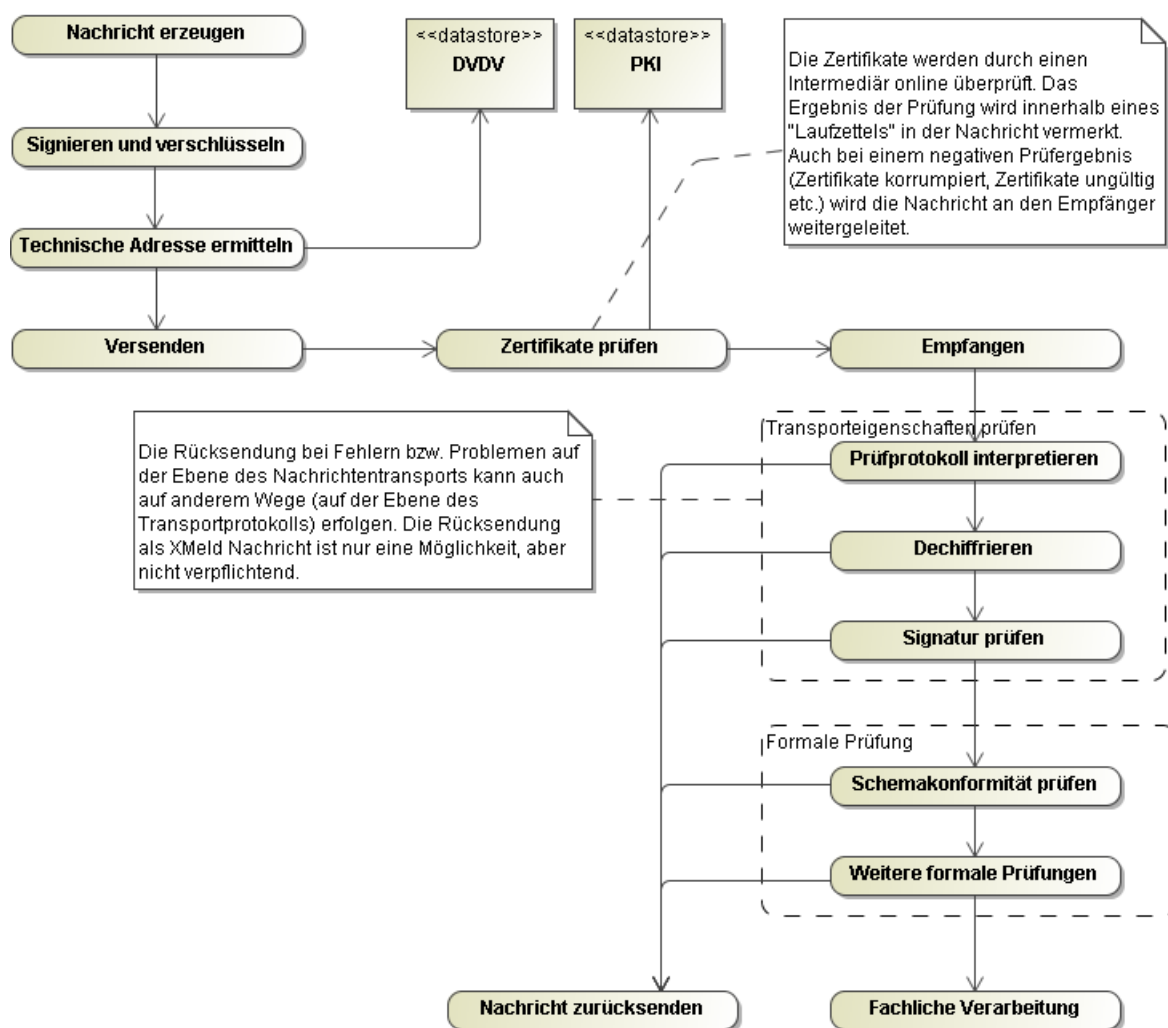 Nachricht erzeugen
<<datastore>>
DVDV
<<datastore>>
PKI
Die Zertifikate werden durch einen
Intermediär online überprüft. Das
Ergebnis der Prüfung wird innerhalb eines
"Laufzettels" in der Nachricht vermerkt.
Auch bei einem negativen Prüfergebnis
(Zertifikate korrumpiert, Zertifikate ungültig
etc.) wird die Nachricht an den Empfänger
weitergeleitet.
Signieren und verschlüsseln
Technische Adresse ermitteln
Versenden
Zertifikate prüfen
Empfangen
Die Rücksendung bei Fehlern bzw. Problemen auf
der Ebene des Nachrichtentransports kann auch
auf anderem Wege (auf der Ebene des
Transportprotokolls) erfolgen. Die Rücksendung
als XMeld Nachricht ist nur eine Möglichkeit, aber
nicht verpflichtend.
Transporteigenschaften prüfen
Prüfprotokoll interpretieren
Dechiffrieren
Signatur prüfen
Formale Prüfung
Schemakonformität prüfen
Weitere formale Prüfungen
Nachricht zurücksenden
Fachliche Verarbeitung